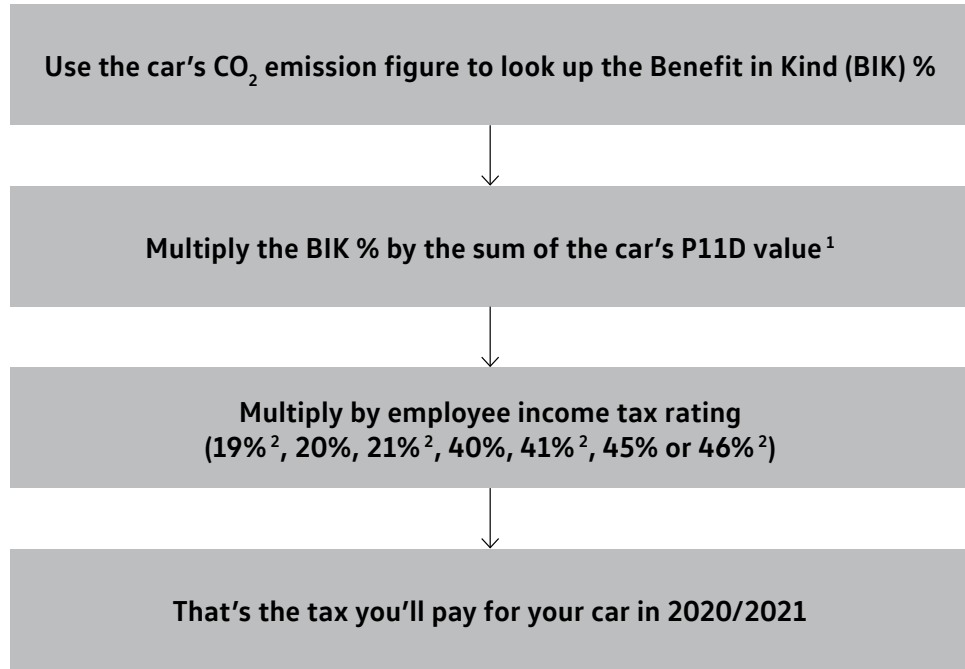 Use the car’s CO₂ emission figure to look up the Benefit in Kind (BIK) %
Multiply the BIK % by the sum of the car’s P11D value ¹
Multiply by employee income tax rating
(19% ², 20%, 21% ², 40%, 41% ², 45% or 46% ²)
That’s the tax you’ll pay for your car in 2020/2021